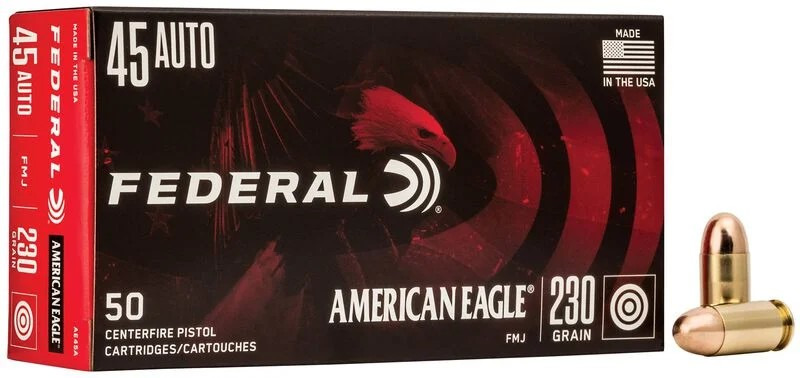 45 AUTO
MADE
IN THE USA
FEDERAL®
50
CENTERFIRE PISTOL
CARTRIDGES/CARTOUCHES
AMERICAN EAGLE®
FMJ
230
GRAIN
45 AUTO
MADE IN THE USA
FEDERAL
FMJ
230
GRAIN
AMERICAN EAGLE®
AE45A